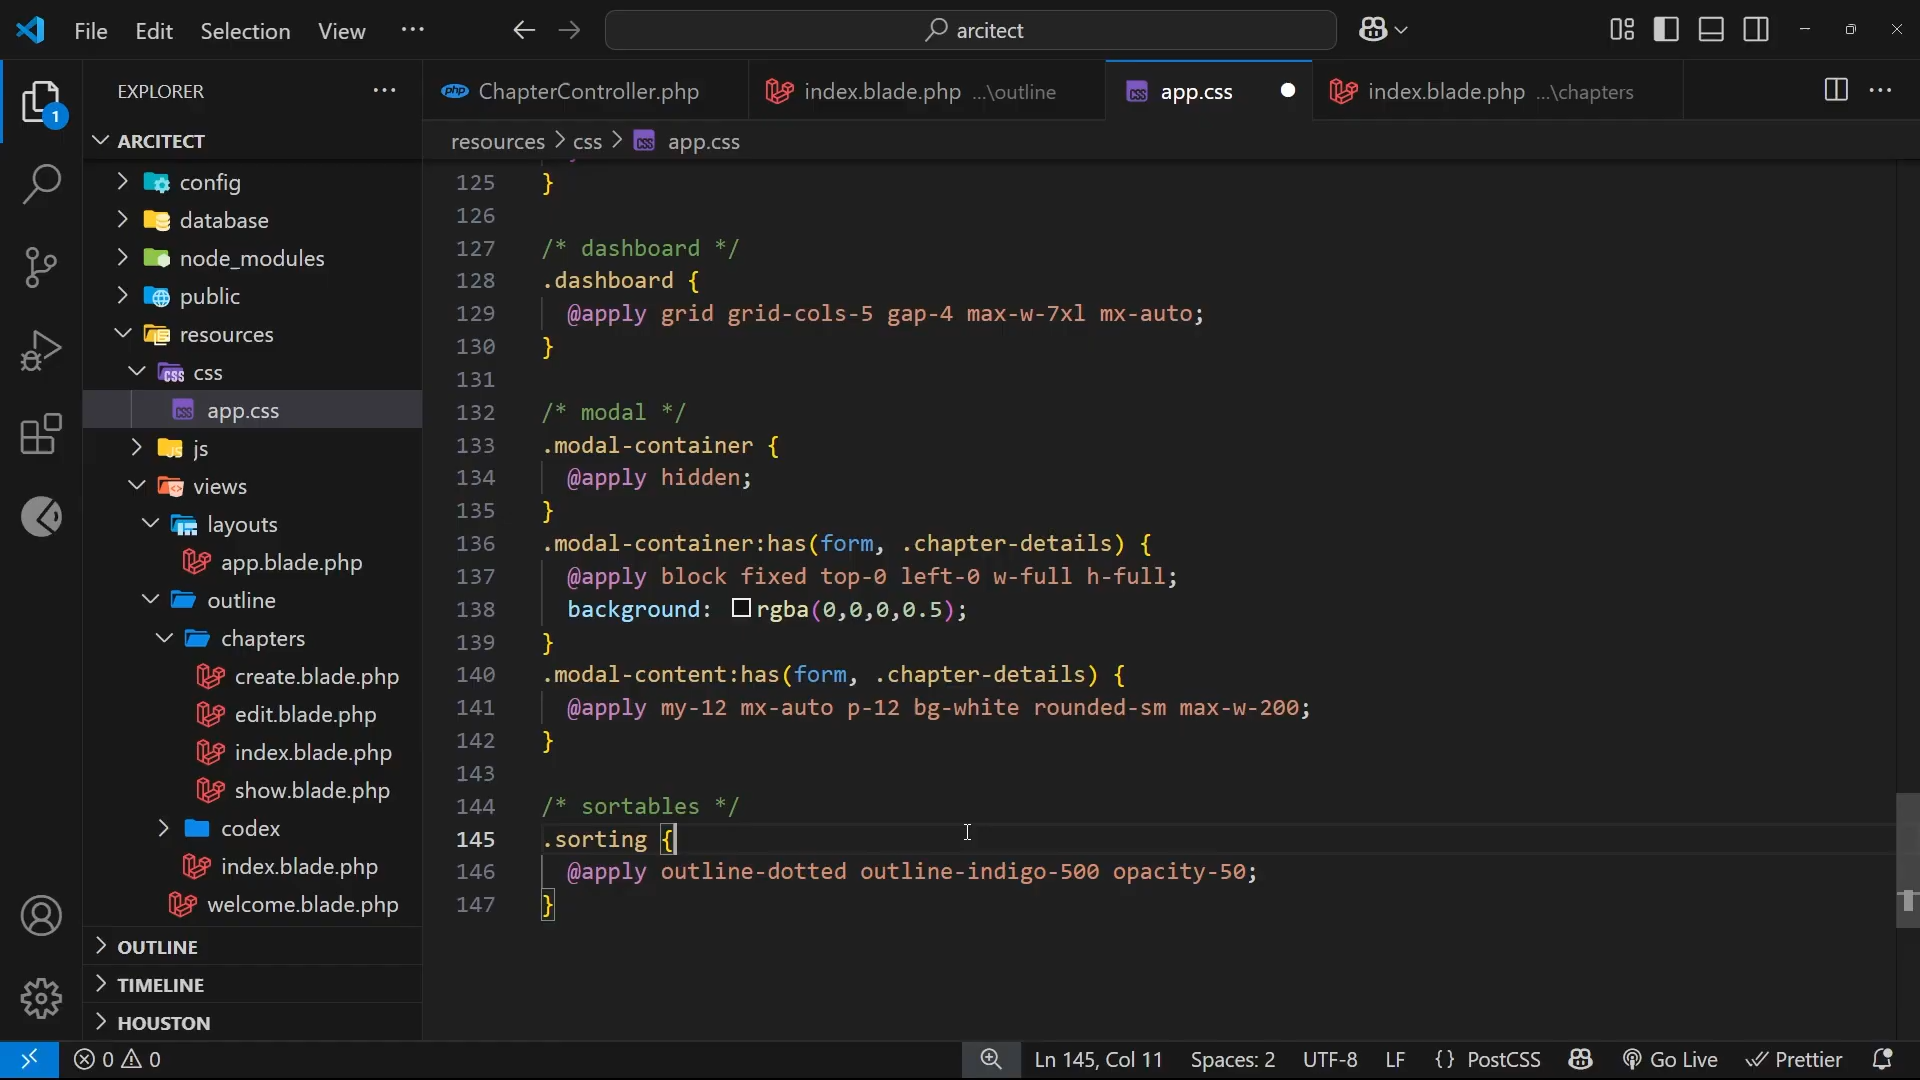 File Edit Selection View ··· arcitect
EXPLORER ···
ARCITECT
config
database
node_modules
public
resources
css
app.css
js
views
layouts
app.blade.php
outline
chapters
create.blade.php
edit.blade.php
index.blade.php
show.blade.php
codex
index.blade.php
welcome.blade.php
OUTLINE
TIMELINE
HOUSTON
1
php ChapterController.php index.blade.php ...\outline app.css index.blade.php ...\chapters ···
resources > css > app.css
125 }
126
127 /* dashboard */
128 .dashboard {
129 @apply grid grid-cols-5 gap-4 max-w-7xl mx-auto;
130 }
131
132 /* modal */
133 .modal-container {
134 @apply hidden;
135 }
136 .modal-container:has(form, .chapter-details) {
137 @apply block fixed top-0 left-0 w-full h-full;
138 background: rgba(0,0,0,0.5);
139 }
140 .modal-content:has(form, .chapter-details) {
141 @apply my-12 mx-auto p-12 bg-white rounded-sm max-w-200;
142 }
143
144 /* sortables */
145 .sorting {
146 @apply outline-dotted outline-indigo-500 opacity-50;
147 }
0 0 Ln 145, Col 11 Spaces: 2 UTF-8 LF {} PostCSS Go Live Prettier